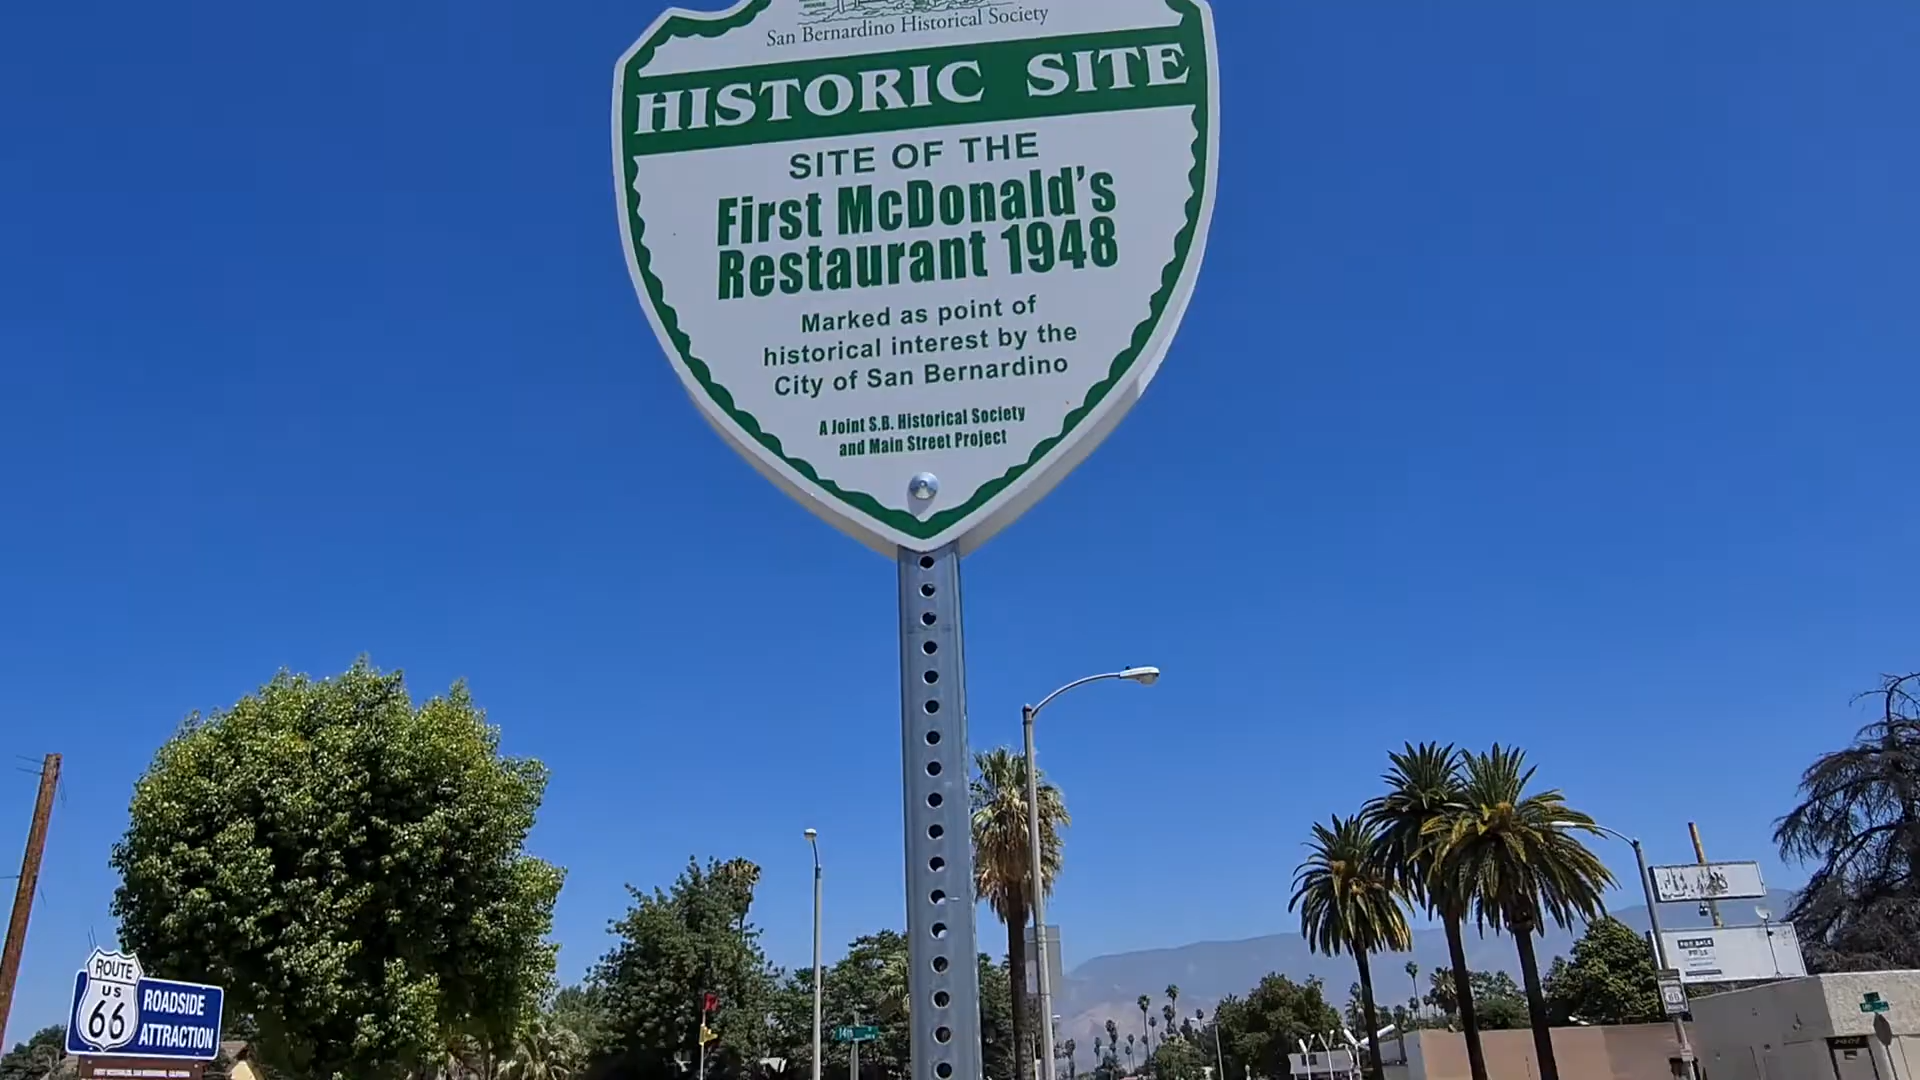 San Bernardino Historical Society
HISTORIC SITE
SITE OF THE
First McDonald's
Restaurant 1948
Marked as point of
historical interest by the
City of San Bernardino
A Joint S.B. Historical Society
and Main Street Project
ROUTE
US
66
ROADSIDE
ATTRACTION
14th
FOR SALE